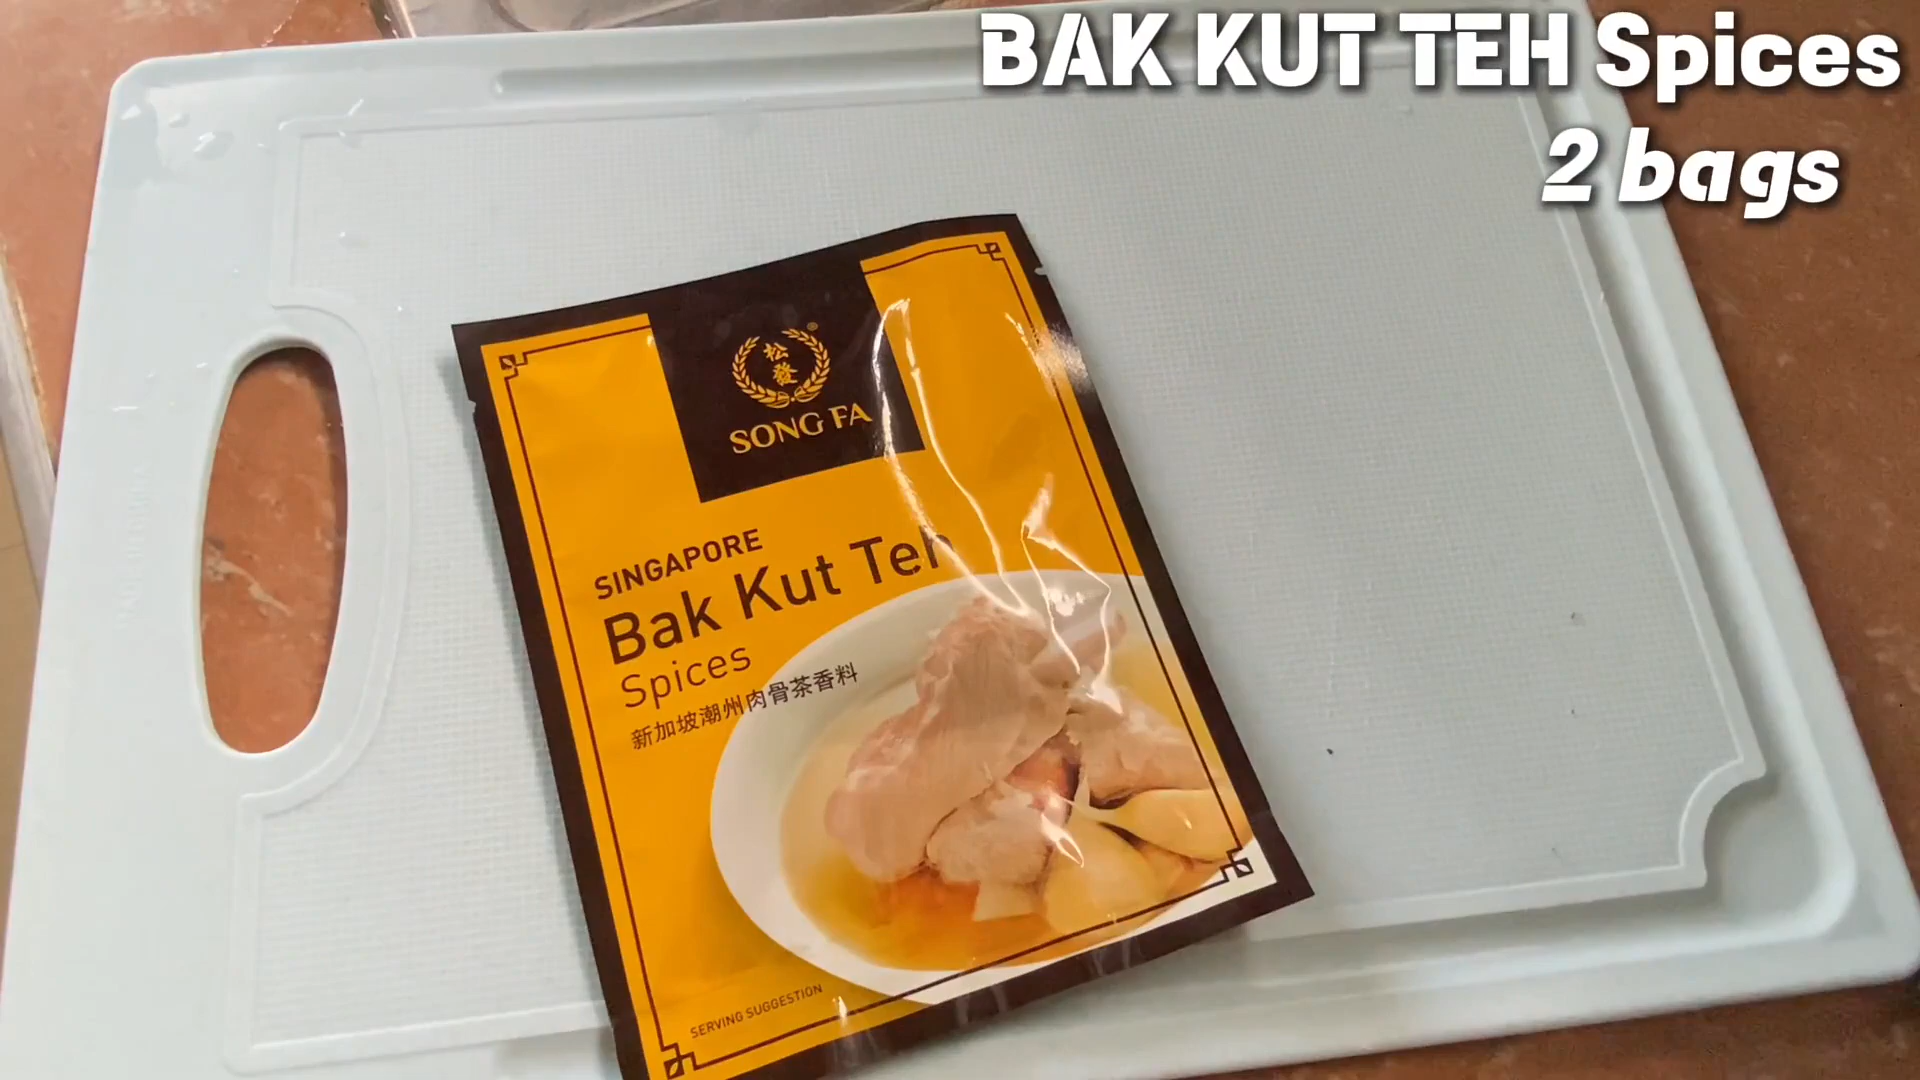 BAK KUT TEH Spices
2 bags
松
發
SONG FA
SINGAPORE
Bak Kut Teh
Spices
新加坡潮州肉骨茶香料
SERVING SUGGESTION